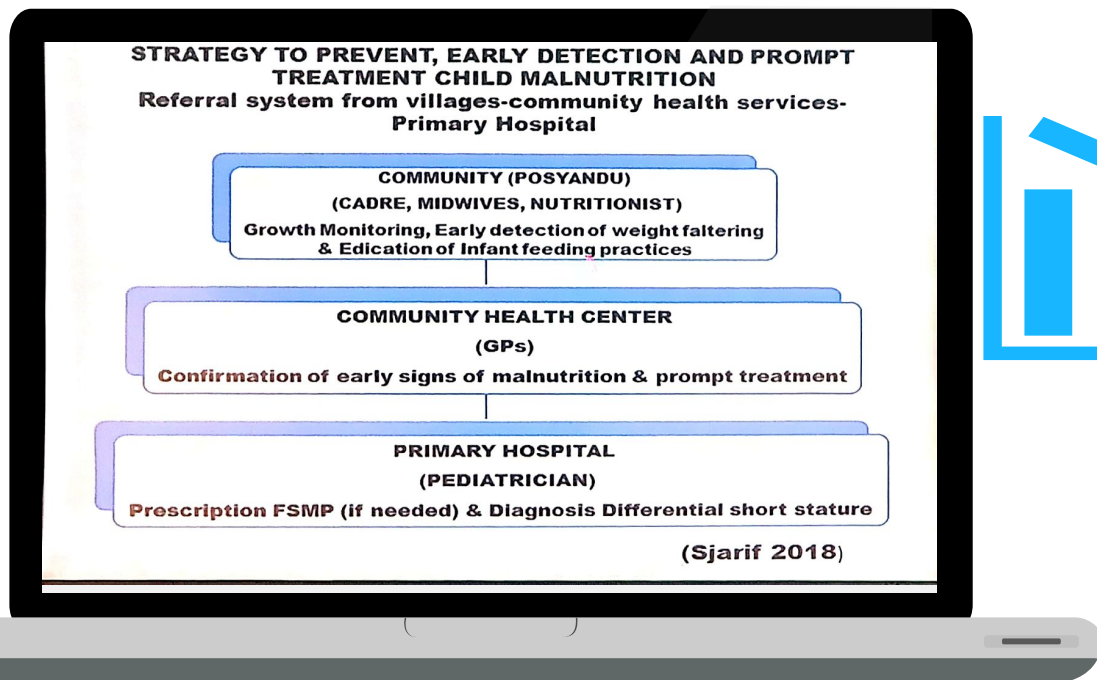 STRATEGY TO PREVENT, EARLY DETECTION AND PROMPT
TREATMENT CHILD MALNUTRITION
Referral system from villages-community health services-
Primary Hospital
COMMUNITY (POSYANDU)
(CADRE, MIDWIVES, NUTRITIONIST)
Growth Monitoring, Early detection of weight faltering
& Edication of Infant feeding practices
COMMUNITY HEALTH CENTER
(GPs)
Confirmation of early signs of malnutrition & prompt treatment
PRIMARY HOSPITAL
(PEDIATRICIAN)
Prescription FSMP (if needed) & Diagnosis Differential short stature
(Sjarif 2018)